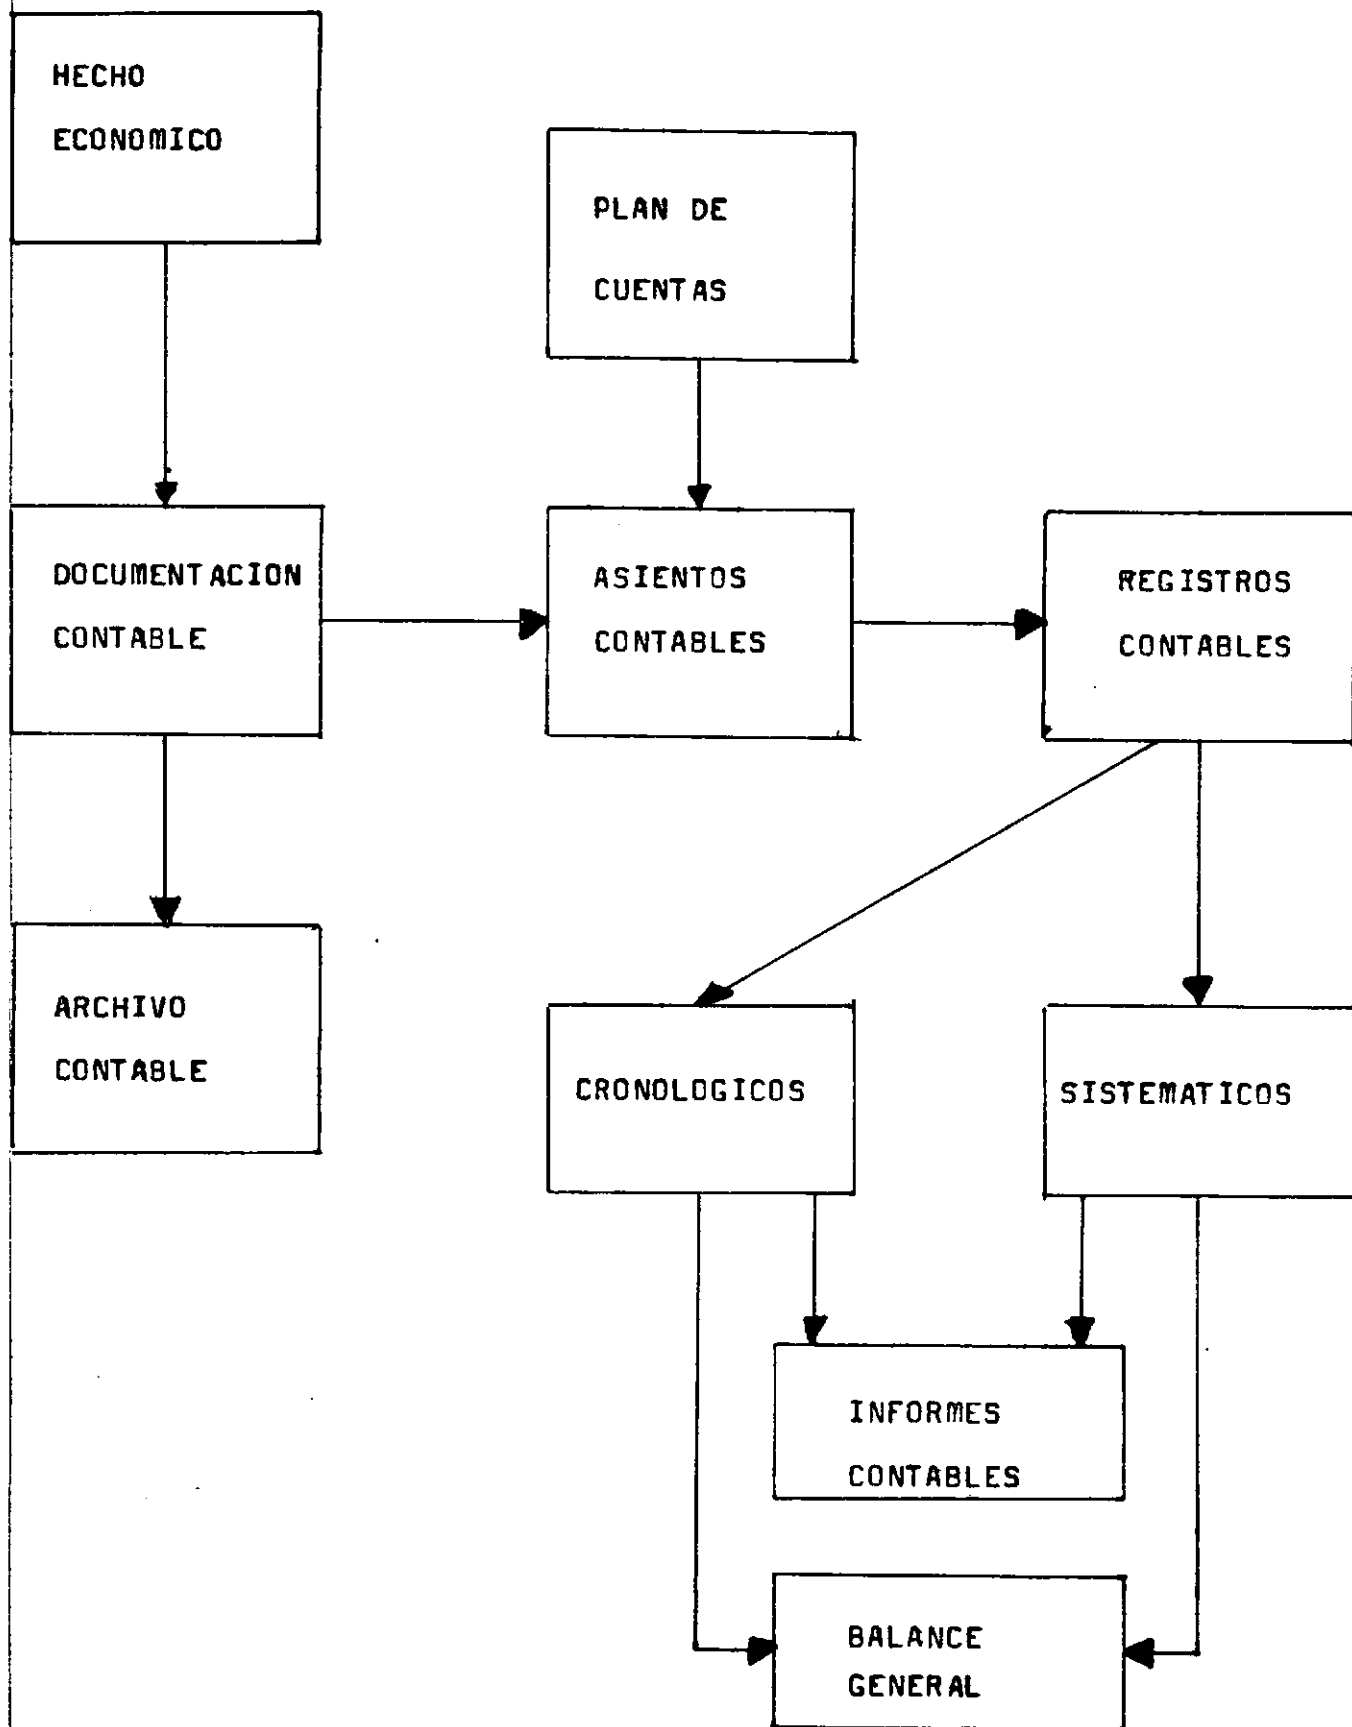 HECHO
ECONOMICO
PLAN DE
CUENTAS
DOCUMENTACION
CONTABLE
ASIENTOS
CONTABLES
REGISTROS
CONTABLES
ARCHIVO
CONTABLE
CRONOLOGICOS
SISTEMATICOS
INFORMES
CONTABLES
BALANCE
GENERAL